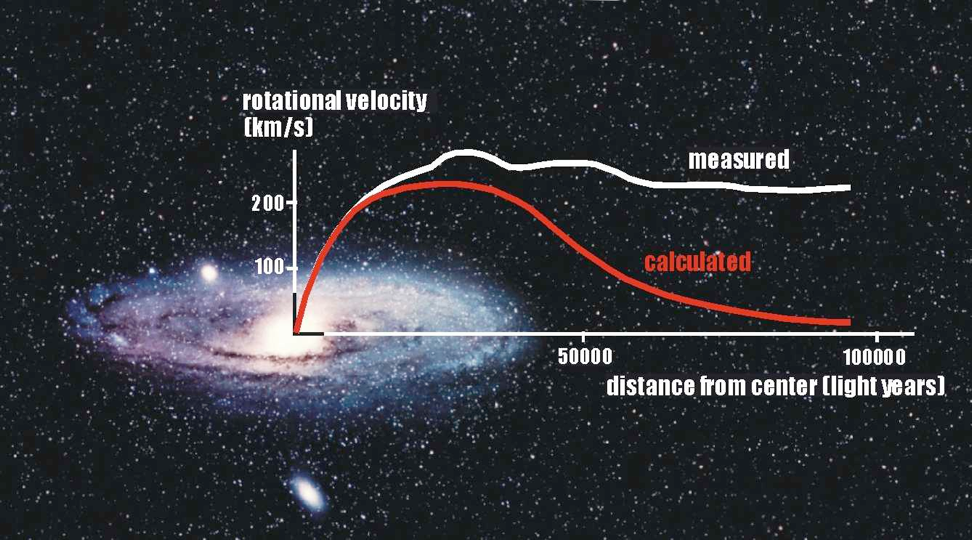 rotational velocity
(km/s)
measured
200
calculated
100
50000
100000
distance from center (light years)